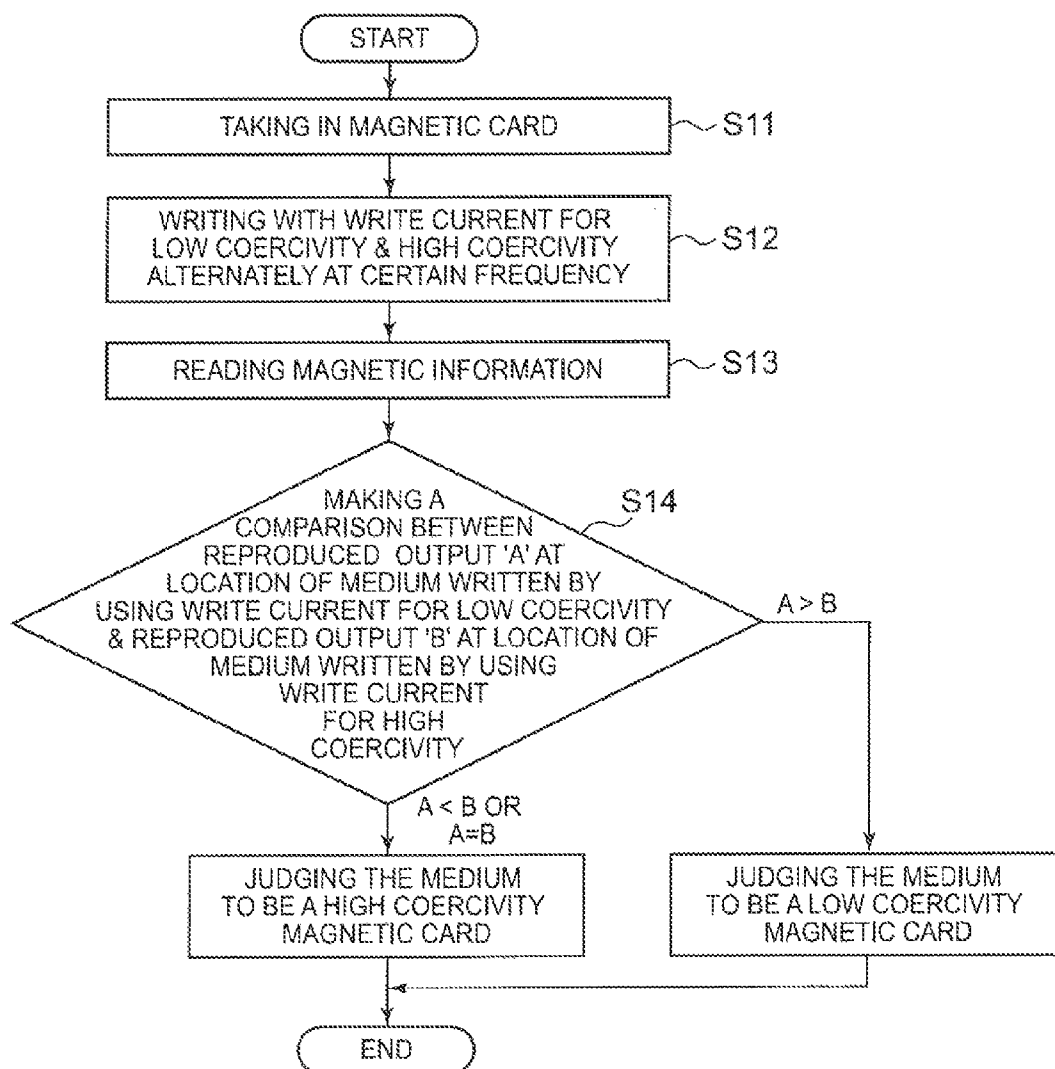 START
TAKING IN MAGNETIC CARD
S11
WRITING WITH WRITE CURRENT FOR
LOW COERCIVITY & HIGH COERCIVITY
ALTERNATELY AT CERTAIN FREQUENCY
S12
READING MAGNETIC INFORMATION
S13
MAKING A
COMPARISON BETWEEN
REPRODUCED OUTPUT 'A' AT
LOCATION OF MEDIUM WRITTEN BY
USING WRITE CURRENT FOR LOW COERCIVITY
& REPRODUCED OUTPUT 'B' AT LOCATION OF
MEDIUM WRITTEN BY USING
WRITE CURRENT
FOR HIGH
COERCIVITY
S14
A > B
A < B OR
A=B
JUDGING THE MEDIUM
TO BE A HIGH COERCIVITY
MAGNETIC CARD
JUDGING THE MEDIUM
TO BE A LOW COERCIVITY
MAGNETIC CARD
END